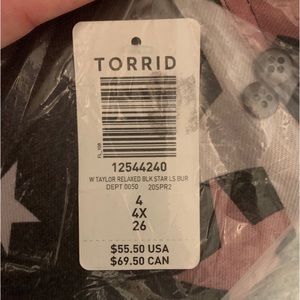 TORRID
12544240
W TAYLOR RELAXED BLK STAR LS BUR
DEPT 0050 20SPR2
4
4X
26
$55.50 USA
$69.50 CAN